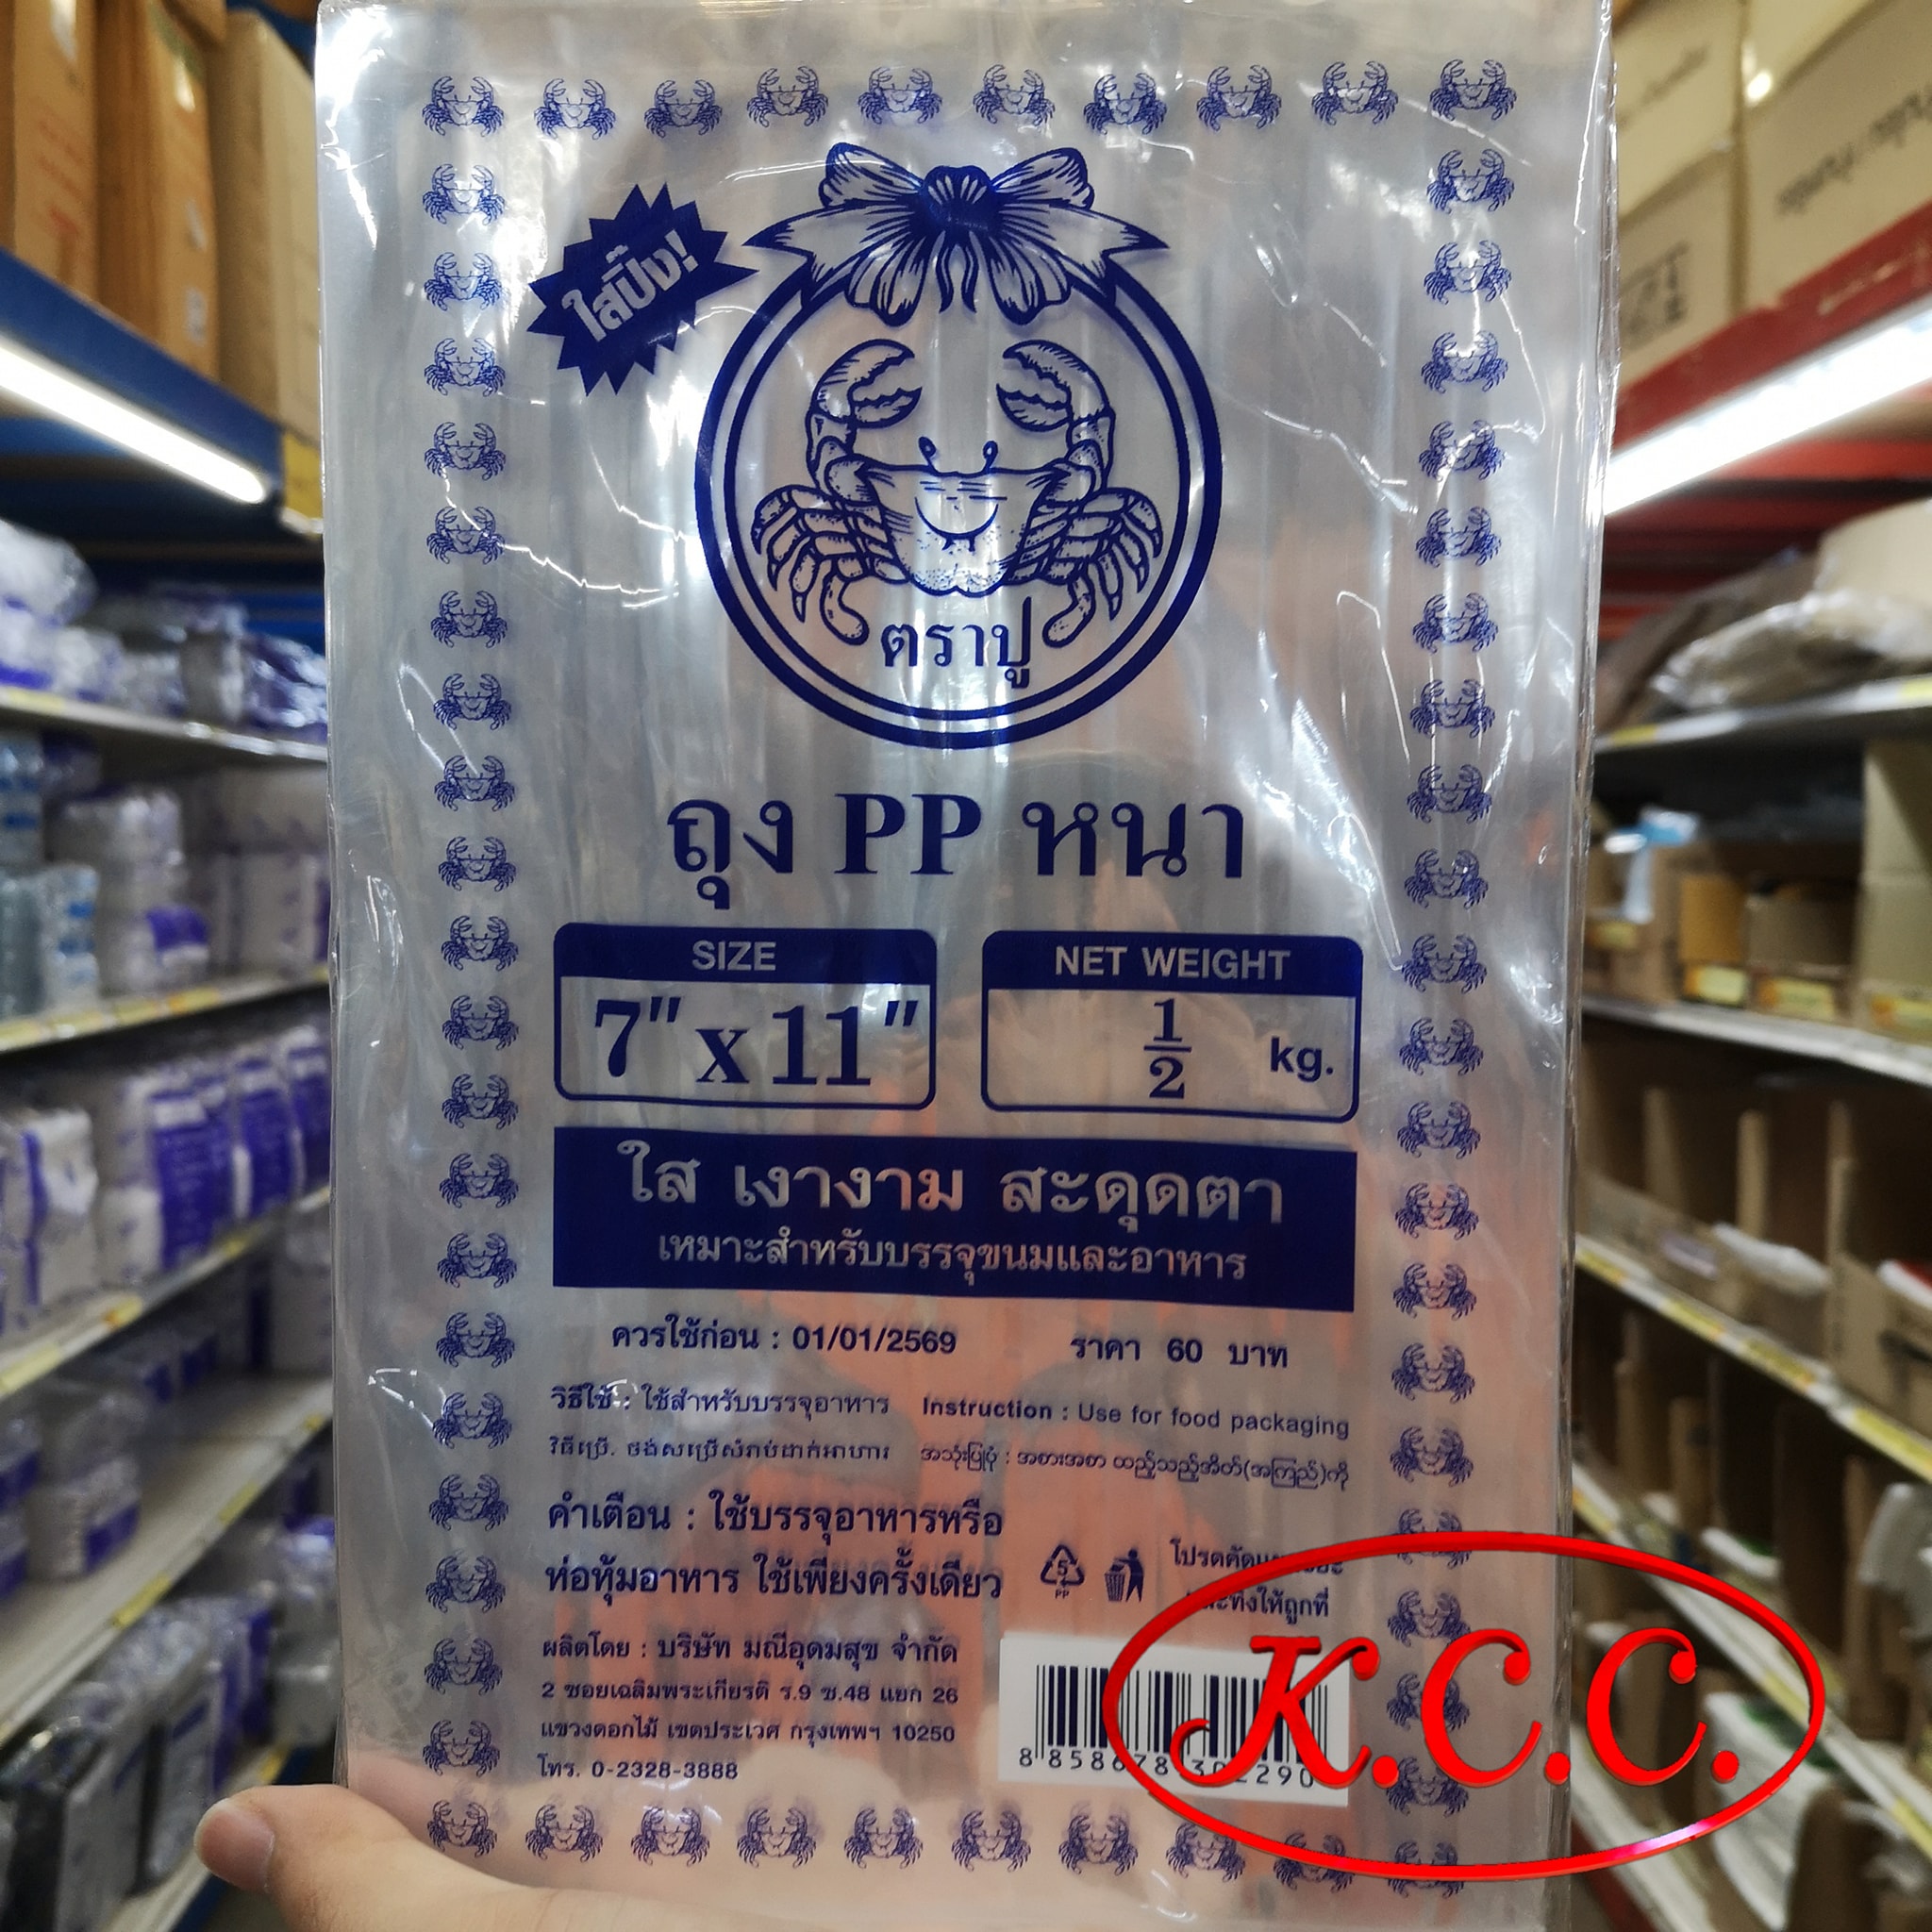 ใสปิ๊ง!
ตราปู
ถุง PP หนา
SIZE
7" x 11"
NET WEIGHT
1/2 kg.
ใส เงางาม สะดุดตา
เหมาะสำหรับบรรจุขนมและอาหาร
ควรใช้ก่อน : 01/01/2569
ราคา 60 บาท
วิธีใช้ : ใช้สำหรับบรรจุอาหาร
Instruction : Use for food packaging
คำเตือน : ใช้บรรจุอาหารหรือ
ห่อหุ้มอาหาร ใช้เพียงครั้งเดียว
5
PP
ให้ถูกที่
ผลิตโดย : บริษัท มณีอุดมสุข จำกัด
2 ซอยเฉลิมพระเกียรติ ร.9 ซ.48 แยก 26
แขวงดอกไม้ เขตประเวศ กรุงเทพฯ 10250
โทร. 0-2328-3888
K.C.C.